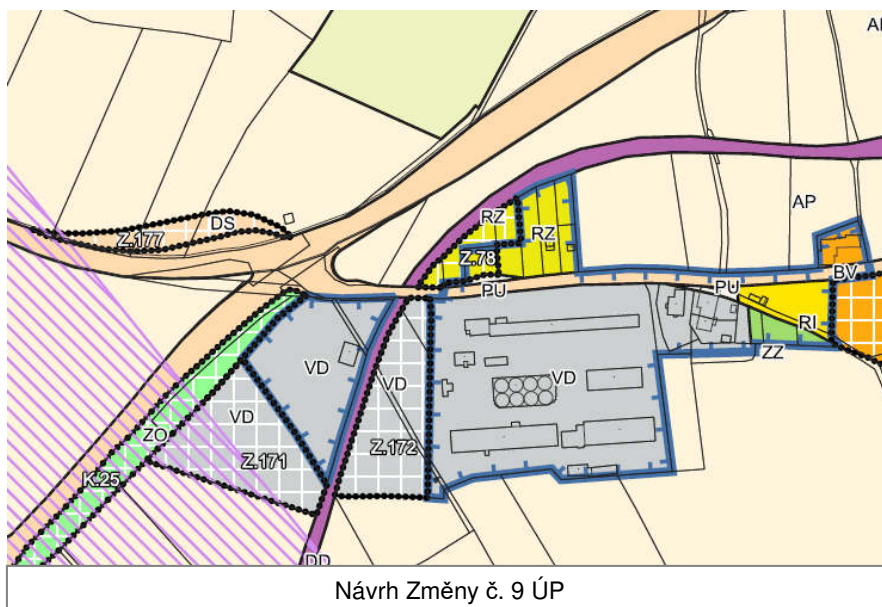 Al
DS
Z.177
RZ
RZ
AP
Z.78
BV
PU
PU
RI
VD
ZZ
VD
VD
VD
ZO
Z.172
Z.171
K.25
DD
Návrh Změny č. 9 ÚP